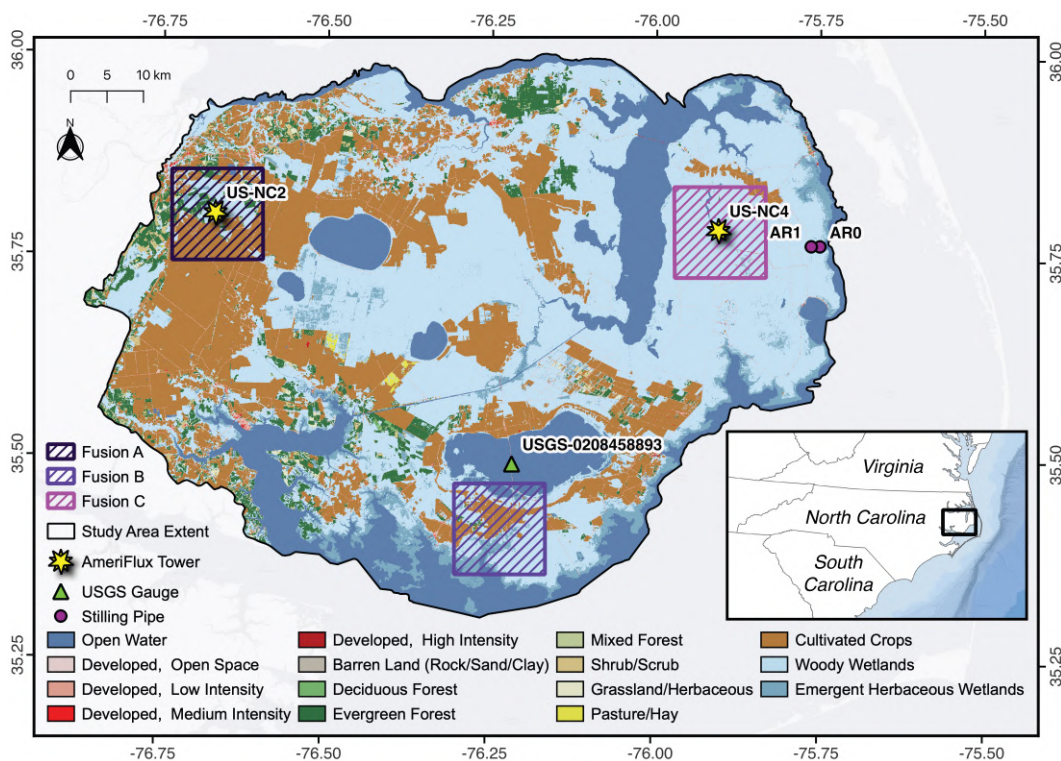 -76.75 -76.50 -76.25 -76.00 -75.75 -75.50
36.00 36.00
0 5 10 km
N
US-NC2
US-NC4
AR1 AR0
35.75 35.75
USGS-0208458893
35.50 35.50
Fusion A
Fusion B
Fusion C
Study Area Extent
AmeriFlux Tower
USGS Gauge
Stilling Pipe
Virginia
North Carolina
South
Carolina
35.25 35.25
Open Water Developed, High Intensity Mixed Forest Cultivated Crops
Developed, Open Space Barren Land (Rock/Sand/Clay) Shrub/Scrub Woody Wetlands
Developed, Low Intensity Deciduous Forest Grassland/Herbaceous Emergent Herbaceous Wetlands
Developed, Medium Intensity Evergreen Forest Pasture/Hay
-76.75 -76.50 -76.25 -76.00 -75.75 -75.50